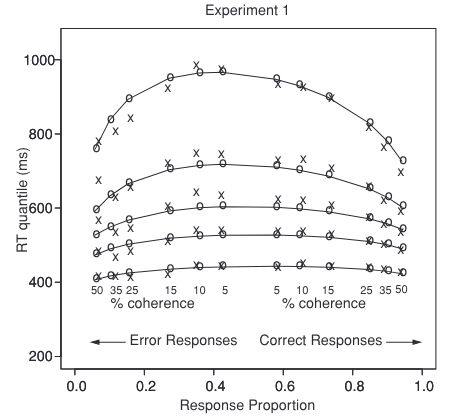 Experiment 1
RT quantile (ms)
1000
800
600
400
200
50 35 25 15 10 5 5 10 15 25 35 50
% coherence % coherence
Error Responses Correct Responses
0.0 0.2 0.4 0.6 0.8 1.0
Response Proportion